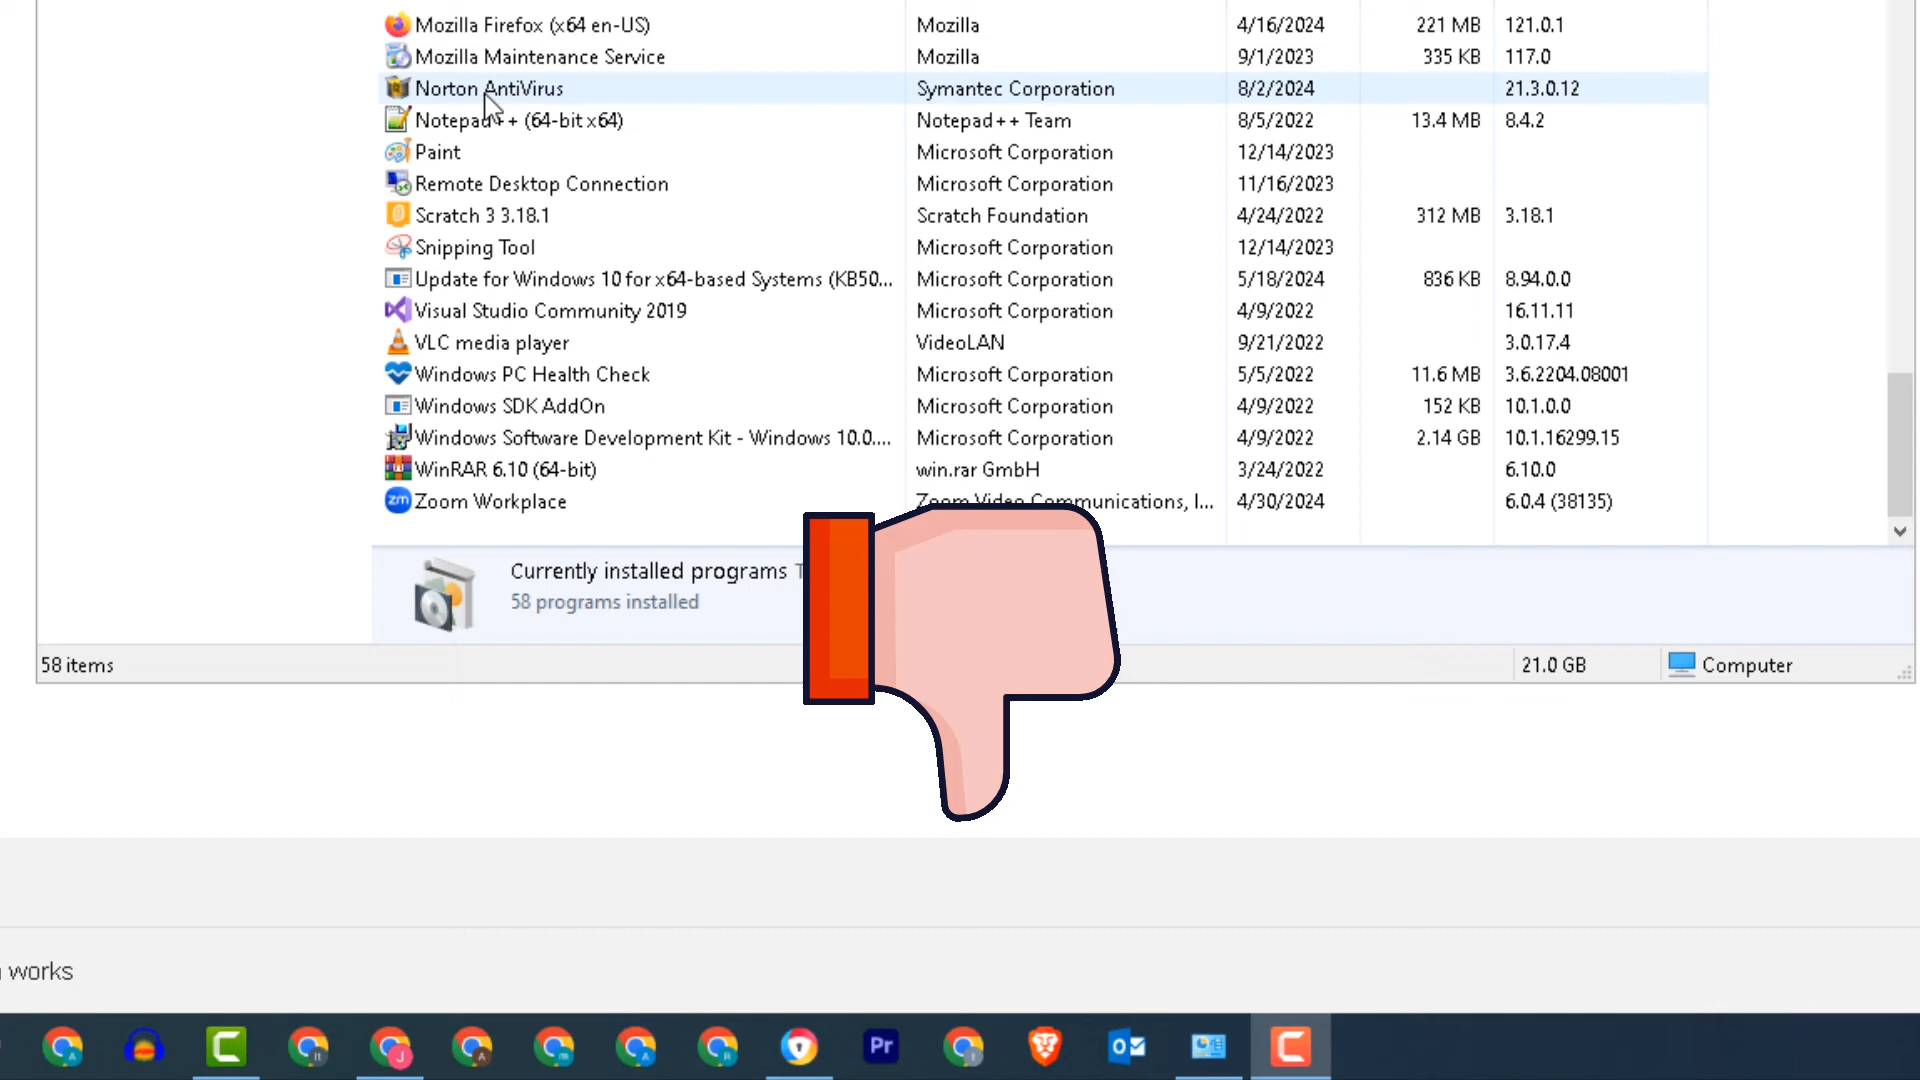 Mozilla Firefox (x64 en-US) Mozilla 4/16/2024 221 MB 121.0.1
Mozilla Maintenance Service Mozilla 9/1/2023 335 KB 117.0
Norton AntiVirus Symantec Corporation 8/2/2024 21.3.0.12
Notepad++ (64-bit x64) Notepad++ Team 8/5/2022 13.4 MB 8.4.2
Paint Microsoft Corporation 12/14/2023
Remote Desktop Connection Microsoft Corporation 11/16/2023
Scratch 3 3.18.1 Scratch Foundation 4/24/2022 312 MB 3.18.1
Snipping Tool Microsoft Corporation 12/14/2023
Update for Windows 10 for x64-based Systems (KB50... Microsoft Corporation 5/18/2024 836 KB 8.94.0.0
Visual Studio Community 2019 Microsoft Corporation 4/9/2022 16.11.11
VLC media player VideoLAN 9/21/2022 3.0.17.4
Windows PC Health Check Microsoft Corporation 5/5/2022 11.6 MB 3.6.2204.08001
Windows SDK AddOn Microsoft Corporation 4/9/2022 152 KB 10.1.0.0
Windows Software Development Kit - Windows 10.0.... Microsoft Corporation 4/9/2022 2.14 GB 10.1.16299.15
WinRAR 6.10 (64-bit) win.rar GmbH 3/24/2022 6.10.0
zm Zoom Workplace Zoom Video Communications, I... 4/30/2024 6.0.4 (38135)
Currently installed programs
58 programs installed
58 items 21.0 GB Computer
works
Pr